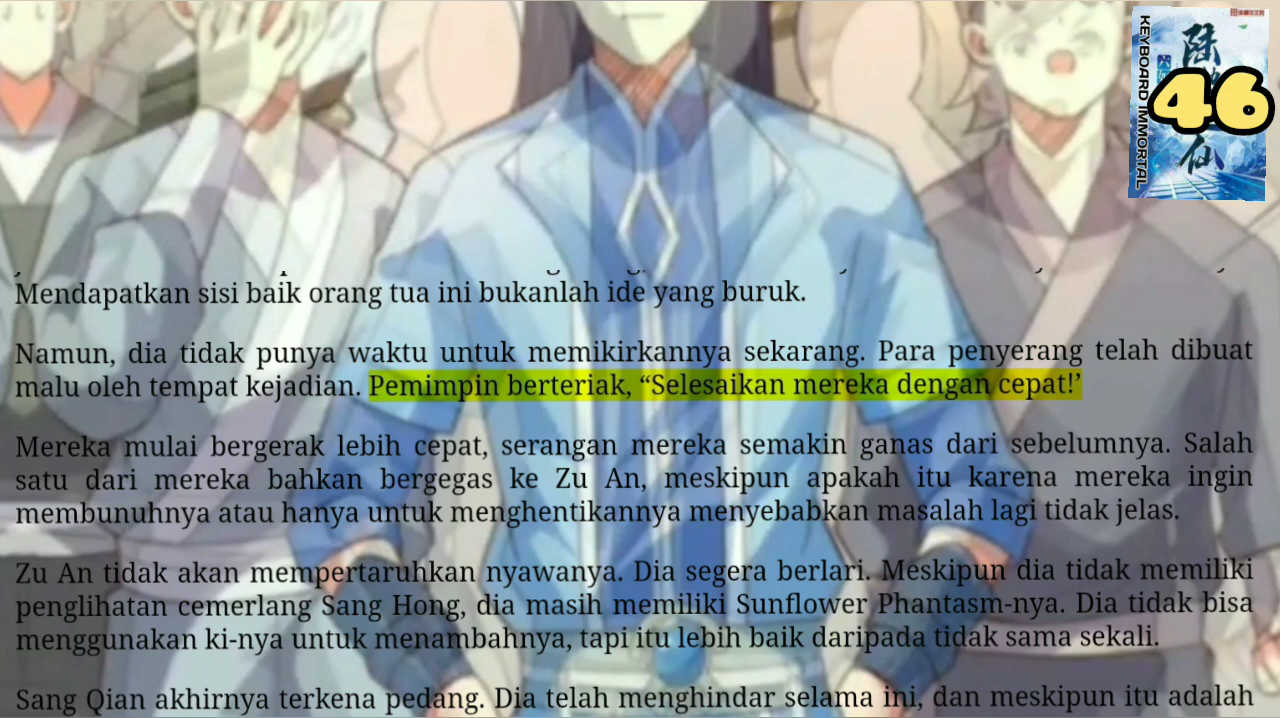 KEYBOARD IMMORTAL
陆
仙
46
Mendapatkan sisi baik orang tua ini bukanlah ide yang buruk.
Namun, dia tidak punya waktu untuk memikirkannya sekarang. Para penyerang telah dibuat
malu oleh tempat kejadian. Pemimpin berteriak, “Selesaikan mereka dengan cepat!’
Mereka mulai bergerak lebih cepat, serangan mereka semakin ganas dari sebelumnya. Salah
satu dari mereka bahkan bergegas ke Zu An, meskipun apakah itu karena mereka ingin
membunuhnya atau hanya untuk menghentikannya menyebabkan masalah lagi tidak jelas.
Zu An tidak akan mempertaruhkan nyawanya. Dia segera berlari. Meskipun dia tidak memiliki
penglihatan cemerlang Sang Hong, dia masih memiliki Sunflower Phantasm-nya. Dia tidak bisa
menggunakan ki-nya untuk menambahnya, tapi itu lebih baik daripada tidak sama sekali.
Sang Qian akhirnya terkena pedang. Dia telah menghindar selama ini, dan meskipun itu adalah